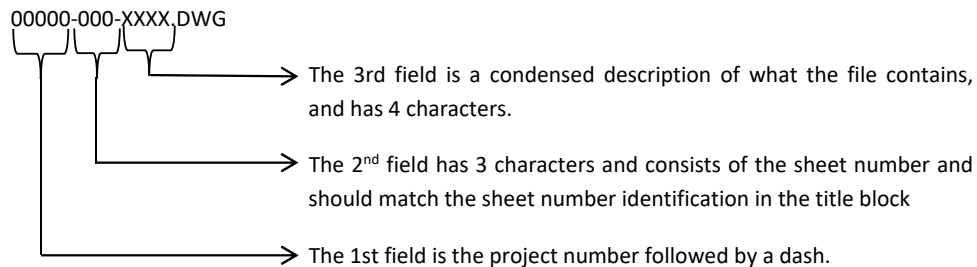 00000-000-XXXX.DWG
The 3rd field is a condensed description of what the file contains,
and has 4 characters.
The 2nd field has 3 characters and consists of the sheet number and
should match the sheet number identification in the title block
The 1st field is the project number followed by a dash.